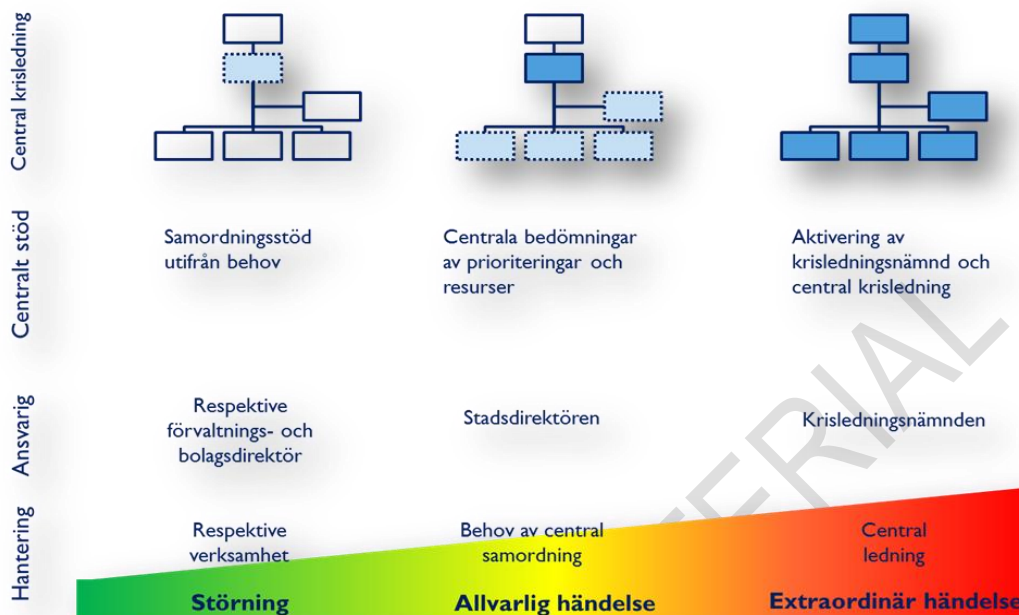 Central krisledning
Samordningsstöd
utifrån behov
Centrala bedömningar
av prioriteringar och
resurser
Aktivering av
krisledningsnämnd och
central krisledning
Centralt stöd
Respektive
förvaltnings- och
bolagsdirektör
Stadsdirektören
Krisledningsnämnden
Ansvarig
Respektive
verksamhet
Behov av central
samordning
Central
ledning
Hantering
Störning
Allvarlig händelse
Extraordinär händelse
TERIAL